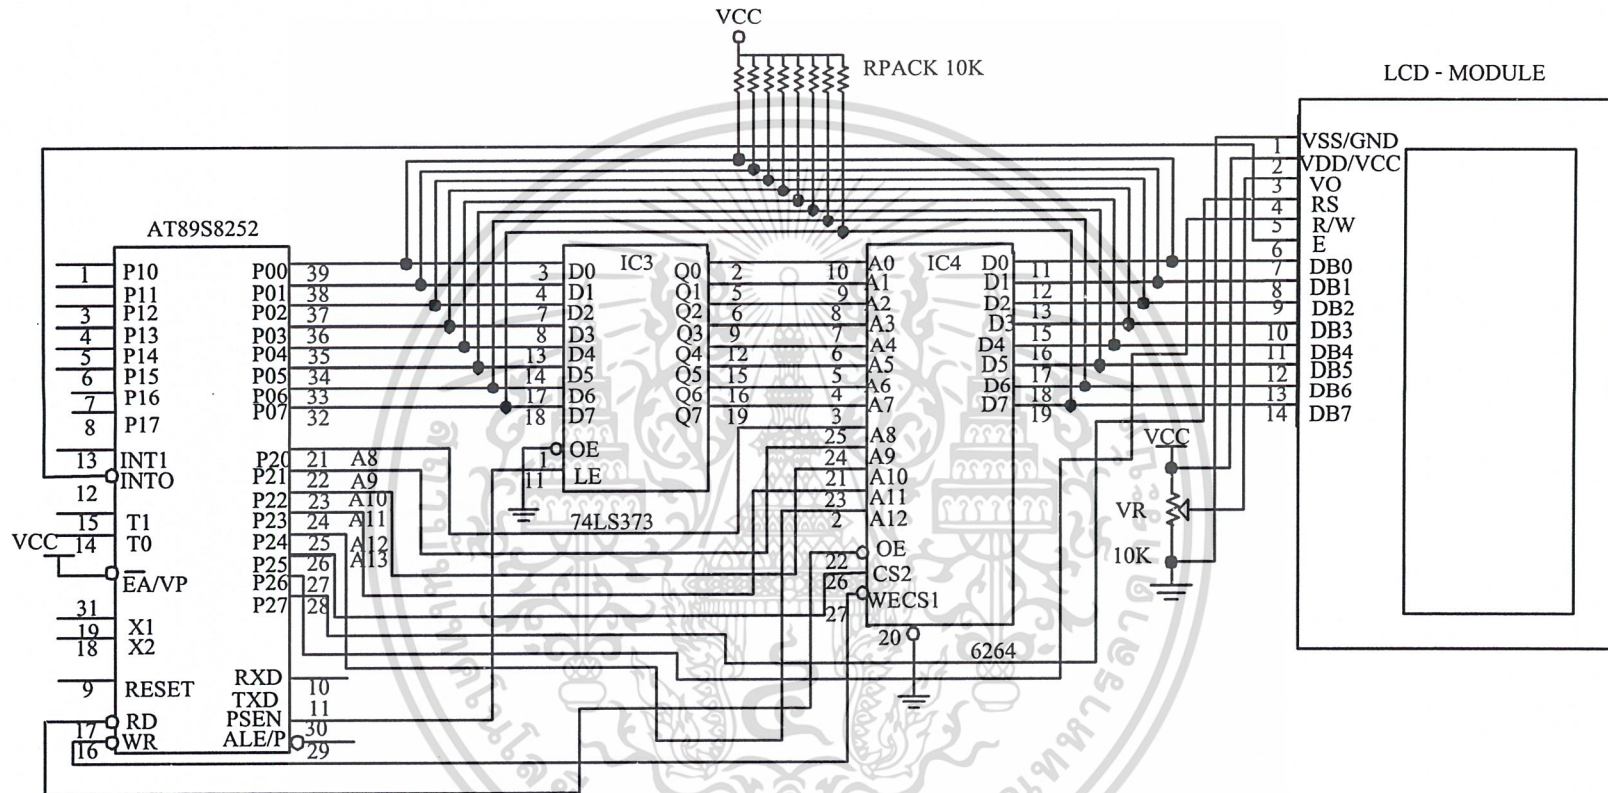 VCC
RPACK 10K
LCD - MODULE
AT89S8252
1 P10
P11
3 P12
4 P13
5 P14
6 P15
7 P16
8 P17
13 INT1
12 INTO
15 T1
VCC 14 T0
EA/VP
31
19 X1
18 X2
9 RESET
17 RD
16 WR
P00 39
P01 38
P02 37
P03 36
P04 35
P05 34
P06 33
P07 32
P20 21 A8
P21 22 A9
P22 23 A10
P23 24 A11
P24 25 A12
P25 26 A13
P26 27
P27 28
RXD 10
TXD 11
PSEN 30
ALE/P 29
IC3
3 D0 Q0 2
4 D1 Q1 5
7 D2 Q2 6
8 D3 Q3 9
13 D4 Q4 12
14 D5 Q5 15
17 D6 Q6 16
18 D7 Q7 19
1 OE
11 LE
74LS373
IC4
10 A0 D0 11
9 A1 D1 12
8 A2 D2 13
7 A3 D3 15
6 A4 D4 16
5 A5 D5 17
4 A6 D6 18
3 A7 D7 19
25 A8
24 A9
21 A10
23 A11
2 A12
22 OE
26 CS2
27 WECS1
20
6264
1 VSS/GND
2 VDD/VCC
3 VO
4 RS
5 R/W
6 E
7 DB0
8 DB1
9 DB2
10 DB3
11 DB4
12 DB5
13 DB6
14 DB7
VCC
VR
10K